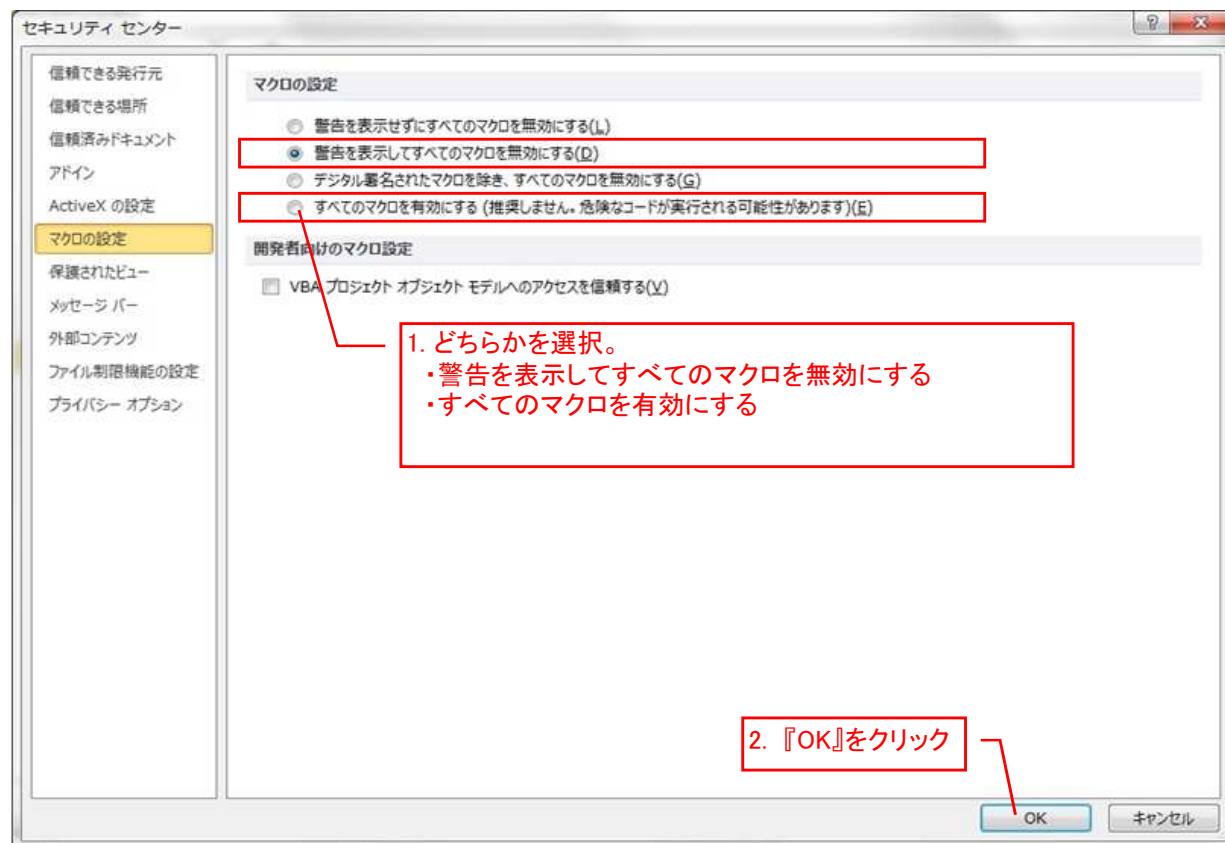 セキュリティ センター
信頼できる発行元
信頼できる場所
信頼済みドキュメント
アドイン
ActiveX の設定
マクロの設定
保護されたビュー
メッセージ バー
外部コンテンツ
ファイル制限機能の設定
プライバシー オプション
マクロの設定
警告を表示せずにすべてのマクロを無効にする(L)
警告を表示してすべてのマクロを無効にする(D)
デジタル署名されたマクロを除き、すべてのマクロを無効にする(G)
すべてのマクロを有効にする (推奨しません。危険なコードが実行される可能性があります)(E)
開発者向けのマクロ設定
VBA プロジェクト オブジェクト モデルへのアクセスを信頼する(V)
1. どちらかを選択。
・警告を表示してすべてのマクロを無効にする
・すべてのマクロを有効にする
2. 『OK』をクリック
OK
キャンセル